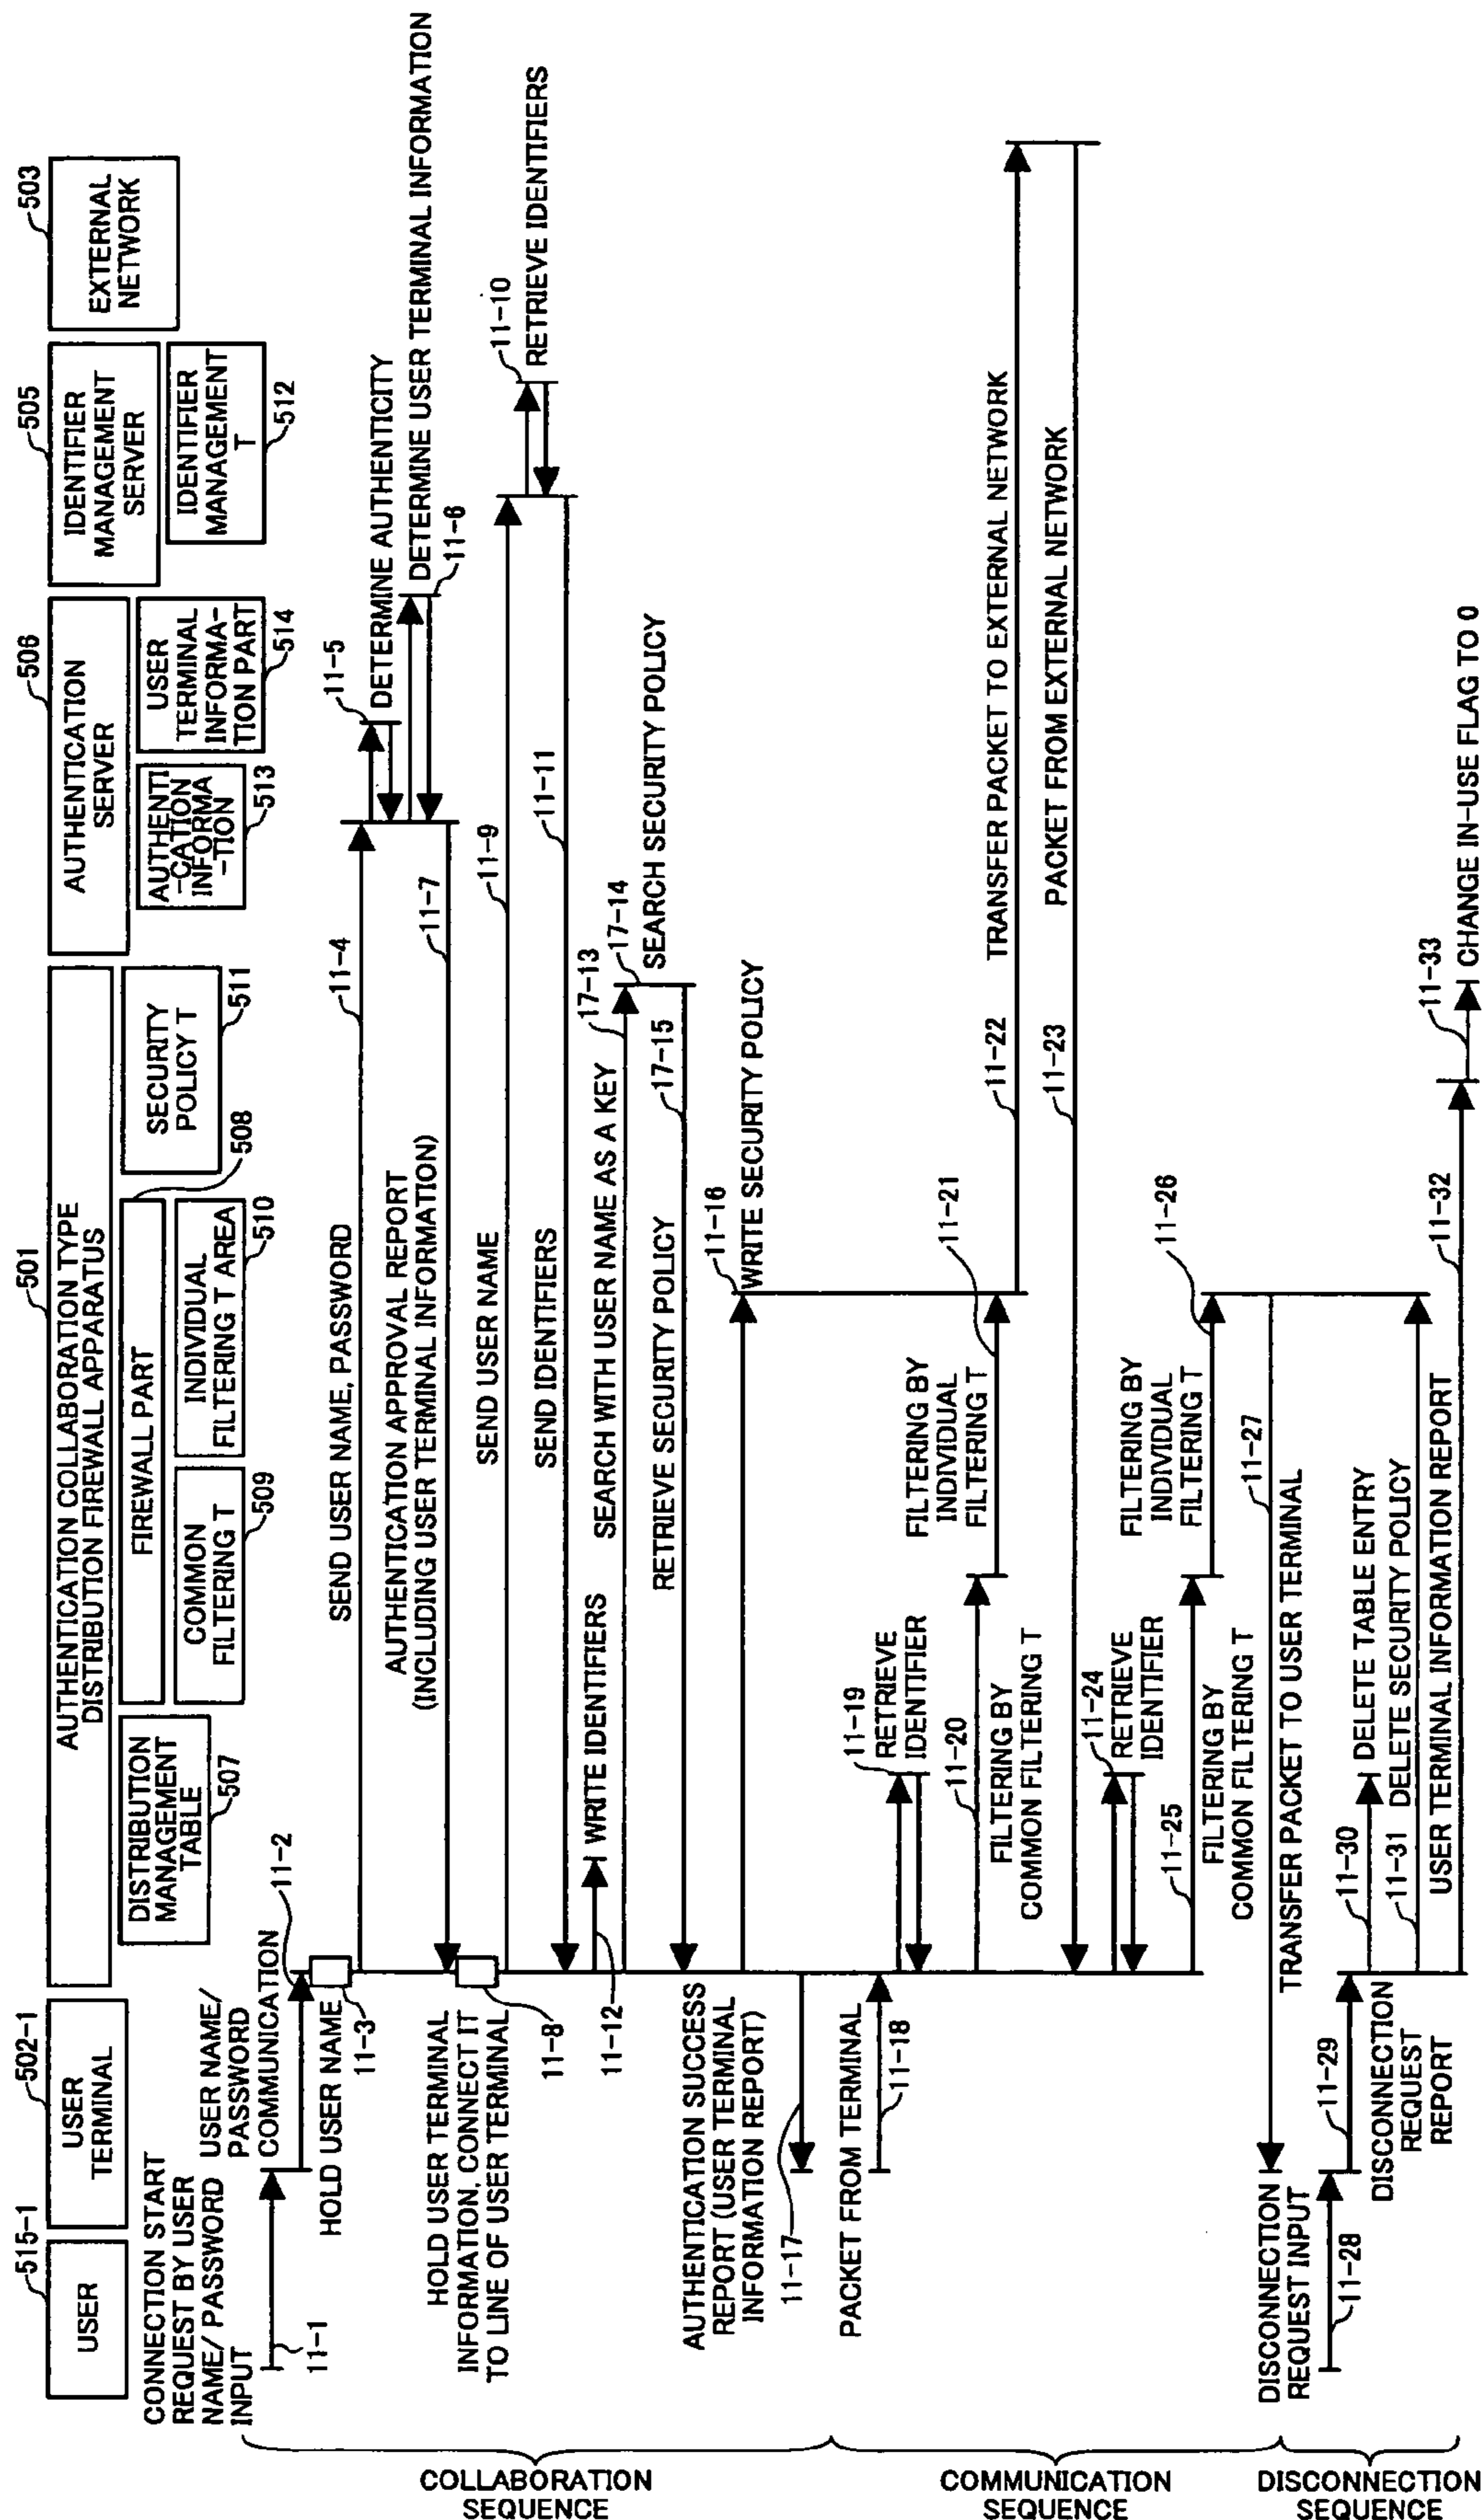 515-1
USER
502-1
USER
TERMINAL
501
AUTHENTICATION COLLABORATION TYPE
DISTRIBUTION FIREWALL APPARATUS
DISTRIBUTION
MANAGEMENT
TABLE
507
FIREWALL PART
508
COMMON
FILTERING T
509
INDIVIDUAL
FILTERING T AREA
510
SECURITY
POLICY T
511
506
AUTHENTICATION
SERVER
AUTHENTI
-CATION
INFORMA
-TION
513
USER
TERMINAL
INFORMA-
TION PART
514
505
IDENTIFIER
MANAGEMENT
SERVER
IDENTIFIER
MANAGEMENT
T
512
503
EXTERNAL
NETWORK
CONNECTION START
REQUEST BY USER
NAME/ PASSWORD
INPUT
11-1
USER NAME/
PASSWORD
COMMUNICATION
11-2
HOLD USER NAME
11-3
SEND USER NAME, PASSWORD
11-4
11-5
DETERMINE AUTHENTICITY
DETERMINE USER TERMINAL INFORMATION
11-6
AUTHENTICATION APPROVAL REPORT
(INCLUDING USER TERMINAL INFORMATION)
11-7
HOLD USER TERMINAL
INFORMATION, CONNECT IT
TO LINE OF USER TERMINAL
11-8
SEND USER NAME
11-9
11-10
RETRIEVE IDENTIFIERS
SEND IDENTIFIERS
11-11
11-12
WRITE IDENTIFIERS
SEARCH WITH USER NAME AS A KEY
17-13
17-14
SEARCH SECURITY POLICY
RETRIEVE SECURITY POLICY
17-15
11-16
WRITE SECURITY POLICY
AUTHENTICATION SUCCESS
REPORT (USER TERMINAL
INFORMATION REPORT)
11-17
PACKET FROM TERMINAL
11-18
11-19
RETRIEVE
IDENTIFIER
11-20
FILTERING BY
COMMON FILTERING T
FILTERING BY
INDIVIDUAL
FILTERING T
11-21
11-22
TRANSFER PACKET TO EXTERNAL NETWORK
11-23
PACKET FROM EXTERNAL NETWORK
11-24
RETRIEVE
IDENTIFIER
11-25
FILTERING BY
COMMON FILTERING T
FILTERING BY
INDIVIDUAL
FILTERING T
11-26
11-27
TRANSFER PACKET TO USER TERMINAL
DISCONNECTION
REQUEST INPUT
11-28
11-29
DISCONNECTION
REQUEST
REPORT
11-30
DELETE TABLE ENTRY
11-31
DELETE SECURITY POLICY
USER TERMINAL INFORMATION REPORT
11-32
11-33
CHANGE IN-USE FLAG TO 0
COLLABORATION
SEQUENCE
COMMUNICATION
SEQUENCE
DISCONNECTION
SEQUENCE